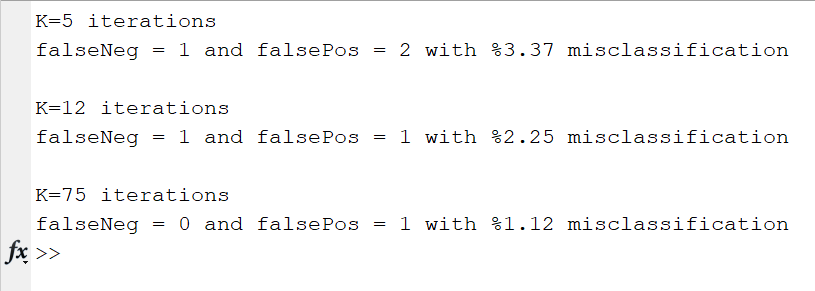 K=5 iterations
falseNeg = 1 and falsePos = 2 with %3.37 misclassification
K=12 iterations
falseNeg = 1 and falsePos = 1 with %2.25 misclassification
K=75 iterations
falseNeg = 0 and falsePos = 1 with %1.12 misclassification
fx >>